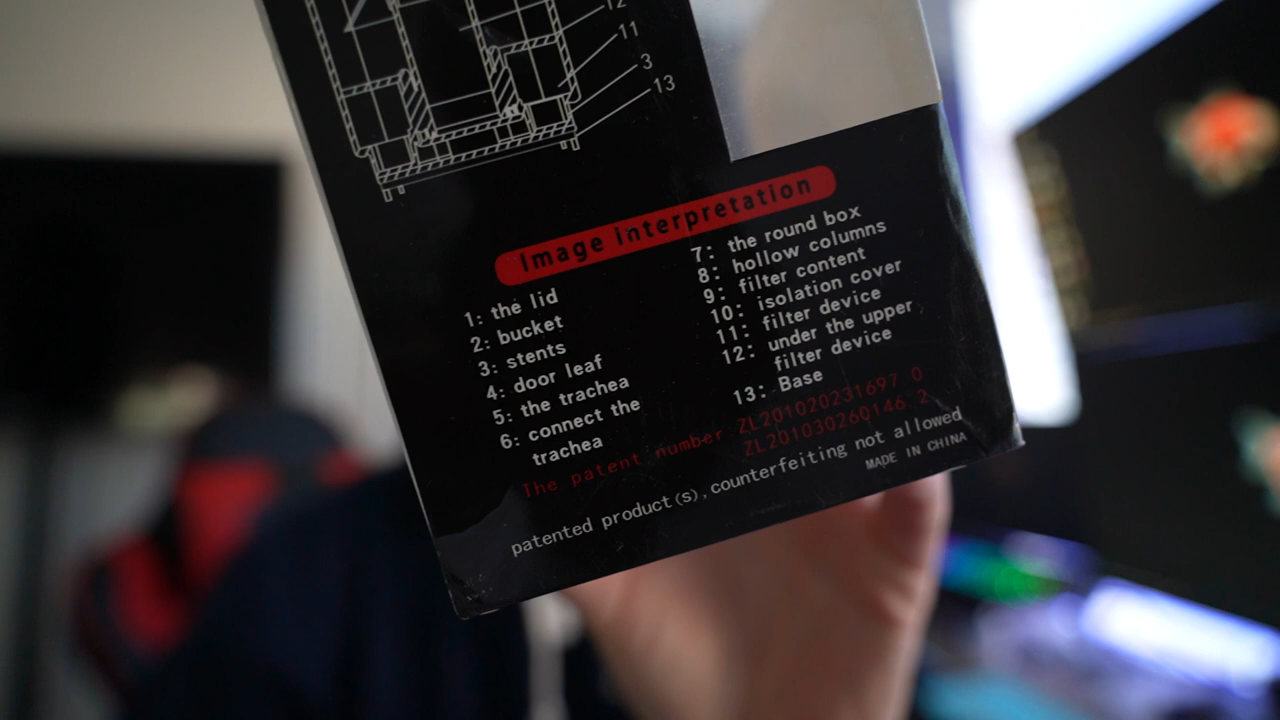 12
11
3
13
Image interpretation
1: the lid
2: bucket
3: stents
4: door leaf
5: the trachea
6: connect the
trachea
7: the round box
8: hollow columns
9: filter content
10: isolation cover
11: filter device
12: under the upper
filter device
13: Base
The patent number ZL201020231697 0
ZL201030260146 2
patented product(s),counterfeiting not allowed
MADE IN CHINA